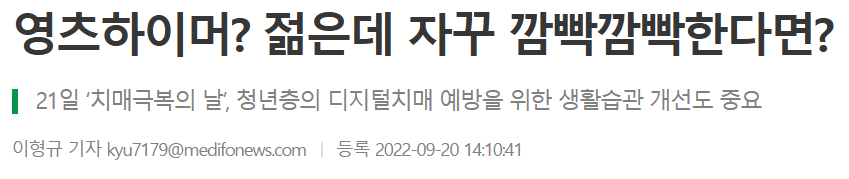 영츠하이머? 젊은데 자꾸 깜빡깜빡한다면?
21일 ‘치매극복의 날’, 청년층의 디지털치매 예방을 위한 생활습관 개선도 중요
이형규 기자 kyu7179@medifonews.com | 등록 2022-09-20 14:10:41